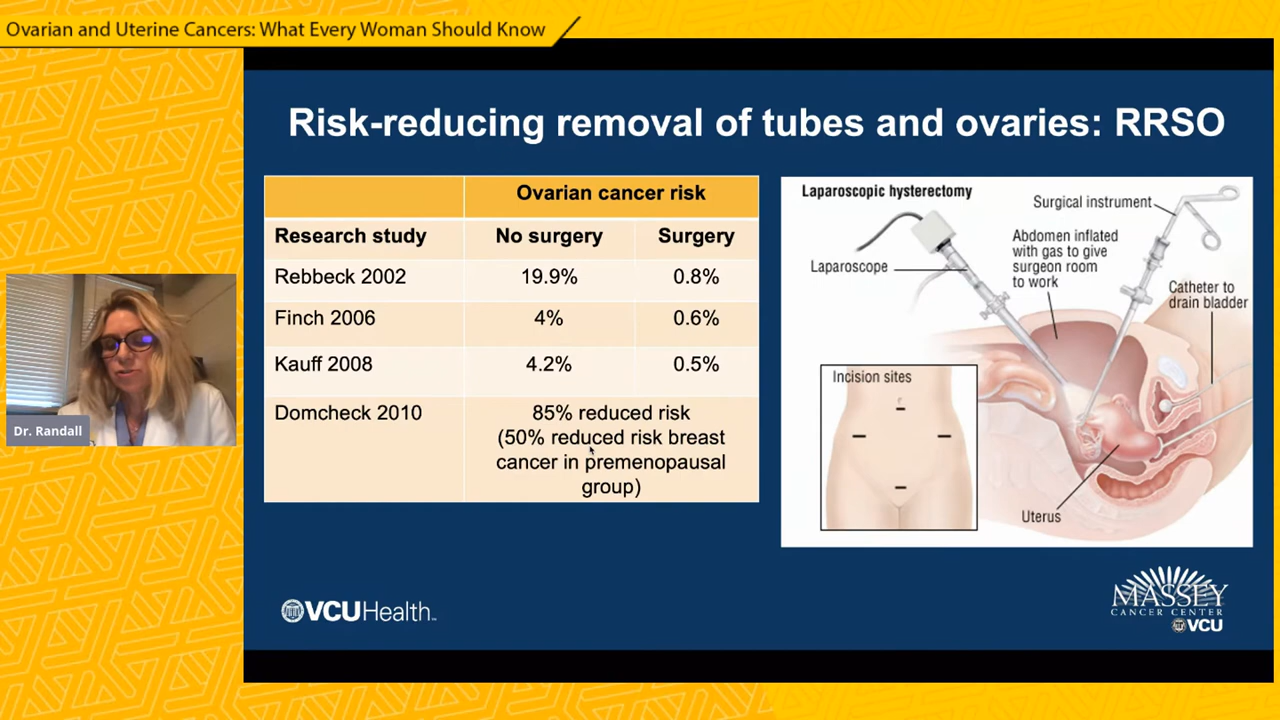 Ovarian and Uterine Cancers: What Every Woman Should Know
Risk-reducing removal of tubes and ovaries: RRSO
Ovarian cancer risk
Research study No surgery Surgery
Rebbeck 2002 19.9% 0.8%
Finch 2006 4% 0.6%
Kauff 2008 4.2% 0.5%
Domcheck 2010 85% reduced risk
(50% reduced risk breast
cancer in premenopausal
group)
Laparoscopic hysterectomy
Surgical instrument
Laparoscope
Abdomen inflated
with gas to give
surgeon room
to work
Catheter to
drain bladder
Incision sites
Uterus
Dr. Randall
VCUHealth™
MASSEY
CANCER CENTER
VCU